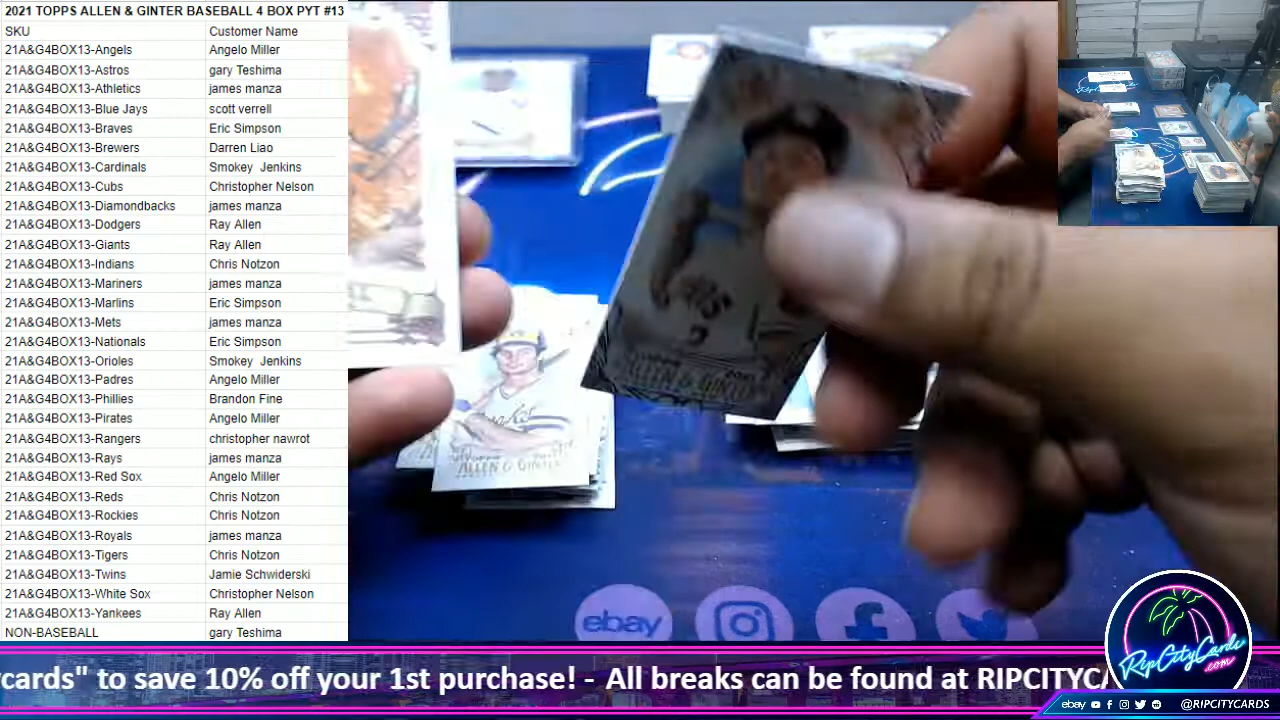 2021 TOPPS ALLEN & GINTER BASEBALL 4 BOX PYT #13
SKU Customer Name
21A&G4BOX13-Angels Angelo Miller
21A&G4BOX13-Astros gary Teshima
21A&G4BOX13-Athletics james manza
21A&G4BOX13-Blue Jays scott verrell
21A&G4BOX13-Braves Eric Simpson
21A&G4BOX13-Brewers Darren Liao
21A&G4BOX13-Cardinals Smokey  Jenkins
21A&G4BOX13-Cubs Christopher Nelson
21A&G4BOX13-Diamondbacks james manza
21A&G4BOX13-Dodgers Ray Allen
21A&G4BOX13-Giants Ray Allen
21A&G4BOX13-Indians Chris Notzon
21A&G4BOX13-Mariners james manza
21A&G4BOX13-Marlins Eric Simpson
21A&G4BOX13-Mets james manza
21A&G4BOX13-Nationals Eric Simpson
21A&G4BOX13-Orioles Smokey  Jenkins
21A&G4BOX13-Padres Angelo Miller
21A&G4BOX13-Phillies Brandon Fine
21A&G4BOX13-Pirates Angelo Miller
21A&G4BOX13-Rangers christopher nawrot
21A&G4BOX13-Rays james manza
21A&G4BOX13-Red Sox Angelo Miller
21A&G4BOX13-Reds Chris Notzon
21A&G4BOX13-Rockies Chris Notzon
21A&G4BOX13-Royals james manza
21A&G4BOX13-Tigers Chris Notzon
21A&G4BOX13-Twins Jamie Schwiderski
21A&G4BOX13-White Sox Christopher Nelson
21A&G4BOX13-Yankees Ray Allen
NON-BASEBALL gary Teshima
ALLEN & GINTER
ALLEN & GINTER
ebay
cards" to save 10% off your 1st purchase! - All breaks can be found at RIPCITYCA
RipCityCards
.com
ebay @RIPCITYCARDS